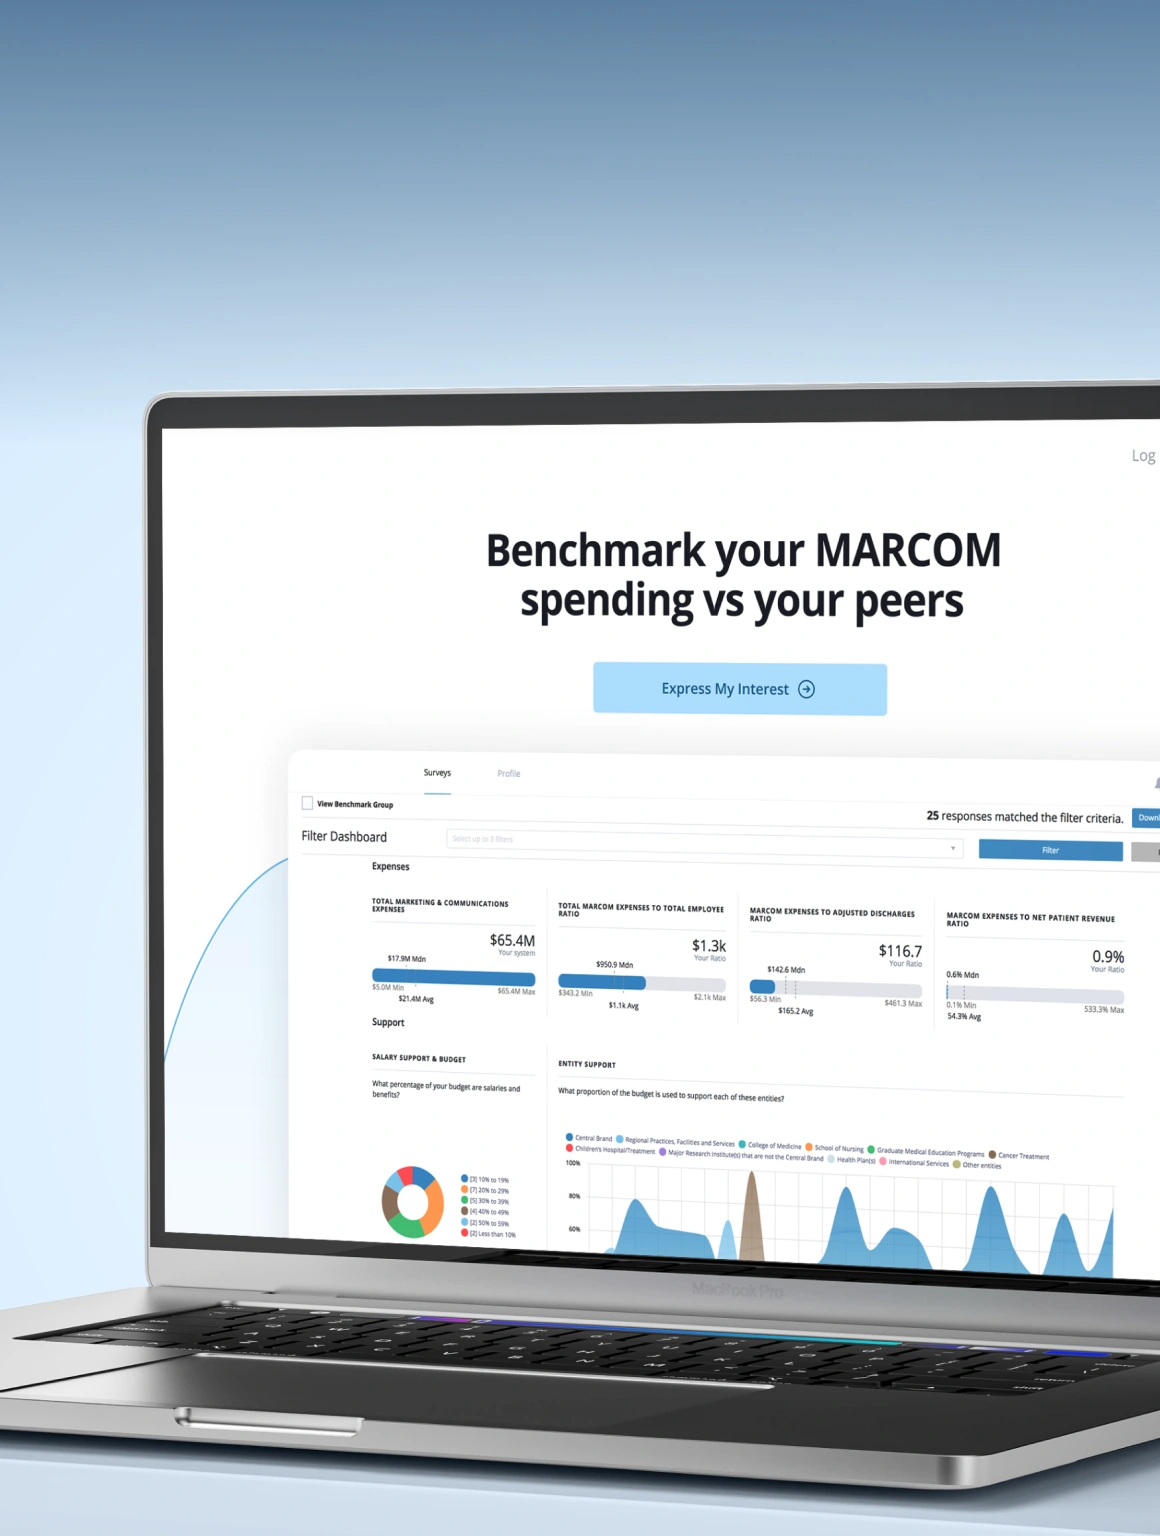 Log
Benchmark your MARCOM
spending vs your peers
Express My Interest
Surveys
Profile
View Benchmark Group
25 responses matched the filter criteria.
Downl
Filter Dashboard
Select up to 3 filters
Filter
Expenses
TOTAL MARKETING & COMMUNICATIONS
EXPENSES
$65.4M
Your system
$17.9M Mdn
$5.0M Min
$65.4M Max
$21.4M Avg
TOTAL MARCOM EXPENSES TO TOTAL EMPLOYEE
RATIO
$1.3k
Your Ratio
$950.9 Mdn
$343.2 Min
$2.1k Max
$1.1k Avg
MARCOM EXPENSES TO ADJUSTED DISCHARGES
RATIO
$116.7
Your Ratio
$142.6 Mdn
$56.3 Min
$461.3 Max
$165.2 Avg
MARCOM EXPENSES TO NET PATIENT REVENUE
RATIO
0.9%
Your Ratio
0.6% Mdn
0.1% Min
533.3% Max
54.3% Avg
Support
SALARY SUPPORT & BUDGET
What percentage of your budget are salaries and
benefits?
[3] 10% to 19%
[7] 20% to 29%
[5] 30% to 39%
[4] 40% to 49%
[2] 50% to 59%
[2] Less than 10%
ENTITY SUPPORT
What proportion of the budget is used to support each of these entities?
Central Brand Regional Practices, Facilities and Services College of Medicine School of Nursing Graduate Medical Education Programs Cancer Treatment
Children's Hospital/Treatment Major Research Institute(s) that are not the Central Brand Health Plan(s) International Services Other entities
100%
80%
60%
MacBook Pro